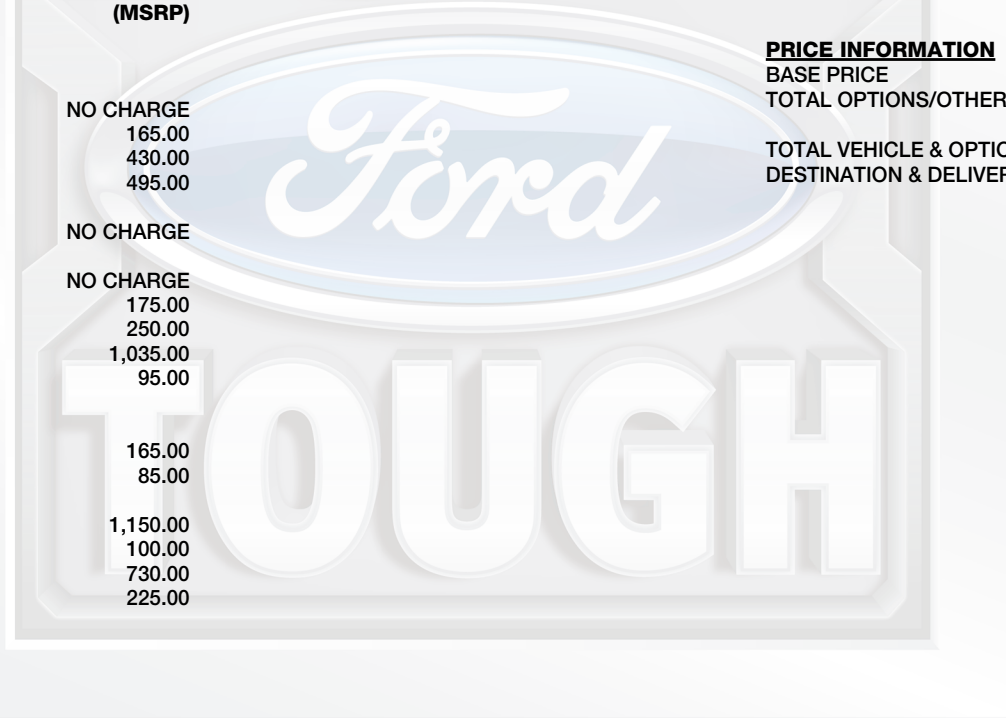 (MSRP)
NO CHARGE
165.00
430.00
495.00
NO CHARGE
NO CHARGE
175.00
250.00
1,035.00
95.00
165.00
85.00
1,150.00
100.00
730.00
225.00
PRICE INFORMATION
BASE PRICE
TOTAL OPTIONS/OTHER
TOTAL VEHICLE & OPTIO
DESTINATION & DELIVER
Ford
TOUGH